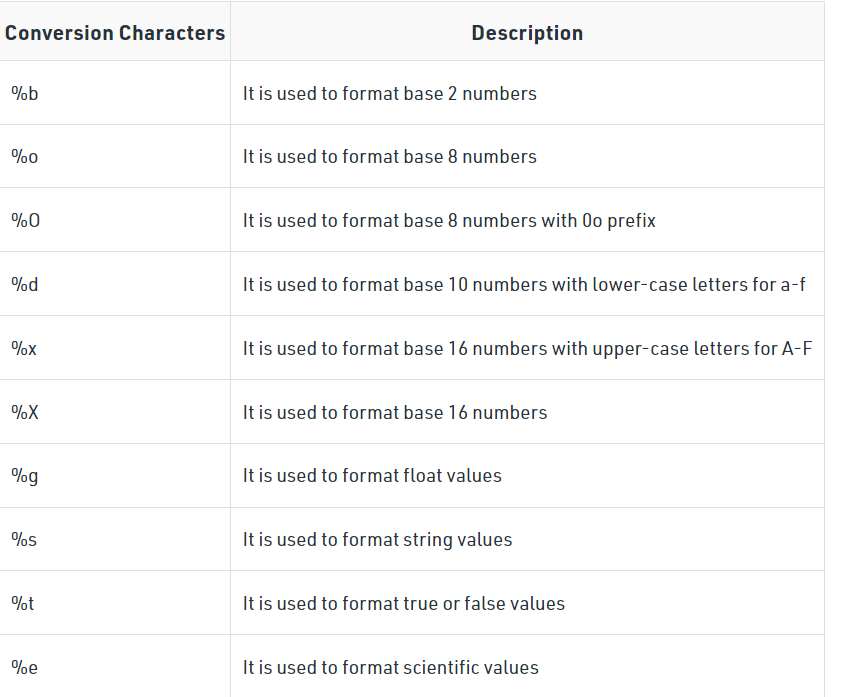 Conversion Characters Description
%b It is used to format base 2 numbers
%o It is used to format base 8 numbers
%O It is used to format base 8 numbers with 0o prefix
%d It is used to format base 10 numbers with lower-case letters for a-f
%x It is used to format base 16 numbers with upper-case letters for A-F
%X It is used to format base 16 numbers
%g It is used to format float values
%s It is used to format string values
%t It is used to format true or false values
%e It is used to format scientific values